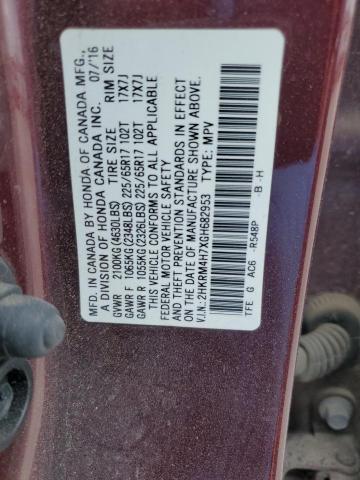 MFD. IN CANADA BY HONDA OF CANADA MFG.,
A DIVISION OF HONDA CANADA INC. 07/'16
TIRE SIZE RIM SIZE
GVWR 2100KG(4630LBS)
GAWR F 1065KG(2348LBS) 225/65R17 102T 17X7J
GAWR R 1055KG(2326LBS) 225/65R17 102T 17X7J
THIS VEHICLE CONFORMS TO ALL APPLICABLE
FEDERAL MOTOR VEHICLE SAFETY STANDARDS IN EFFECT
ON THE DATE OF MANUFACTURE SHOWN ABOVE.
V.I.N.: 2HKRM4H7XGH682953 TYPE: MPV
TFE G AC6 R548P -B-H